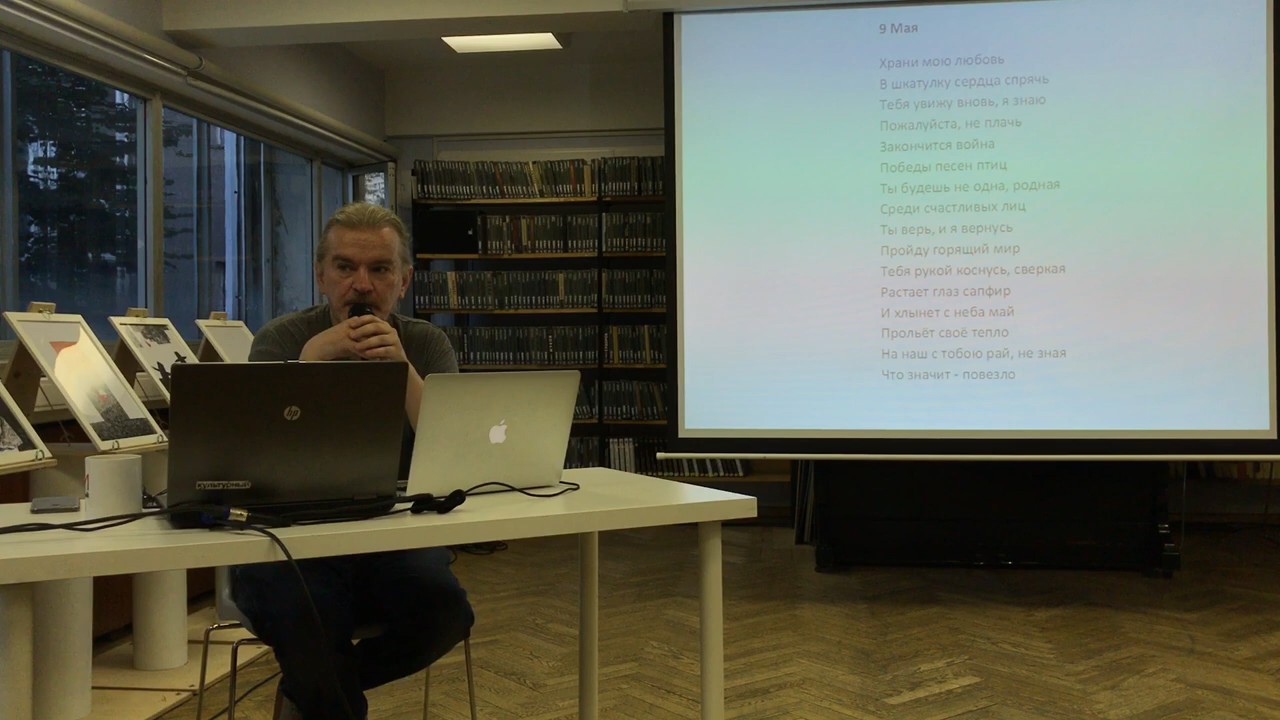 9 Мая
Храни мою любовь
В шкатулку сердца спрячь
Тебя увижу вновь, я знаю
Пожалуйста, не плачь
Закончится война
Победы песен птиц
Ты будешь не одна, родная
Среди счастливых лиц
Ты верь, и я вернусь
Пройду горящий мир
Тебя рукой коснусь, сверкая
Растает глаз сапфир
И хлынет с неба май
Прольёт своё тепло
На наш с тобою рай, не зная
Что значит - повезло
hp
культурный